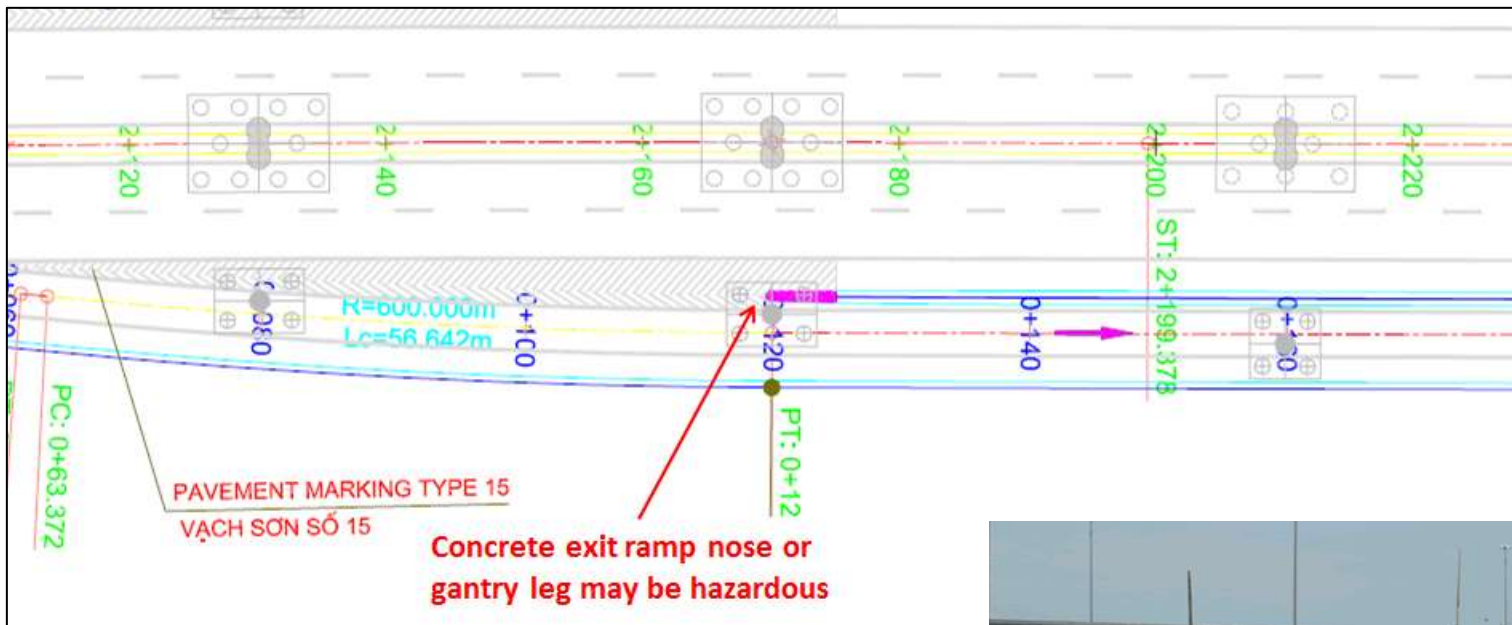 2+120
2+140
2+160
2+180
2+200
2+220
ST: 2+199.378
R=600.000m
Lc=56.642m
0+100
0+140
PC: 0+63.372
PT: 0+12
PAVEMENT MARKING TYPE 15
VẠCH SƠN SỐ 15
Concrete exit ramp nose or
gantry leg may be hazardous